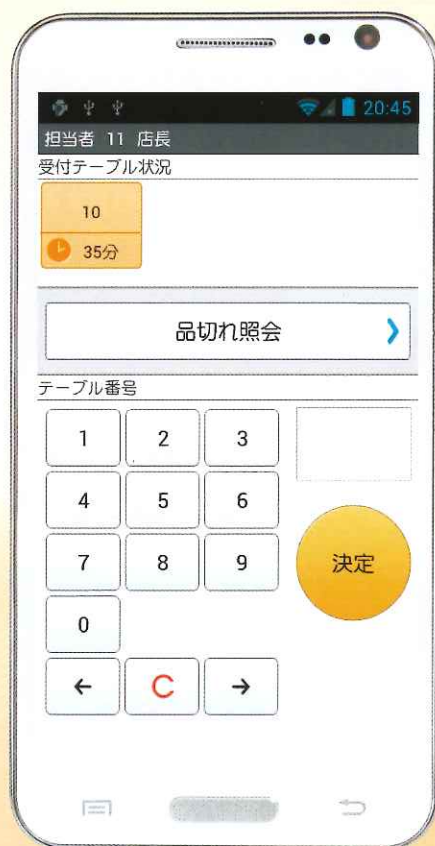 20:45
担当者 11 店長
受付テーブル状況
10
35分
品切れ照会
テーブル番号
1 2 3
4 5 6
7 8 9
決定
0
← C →